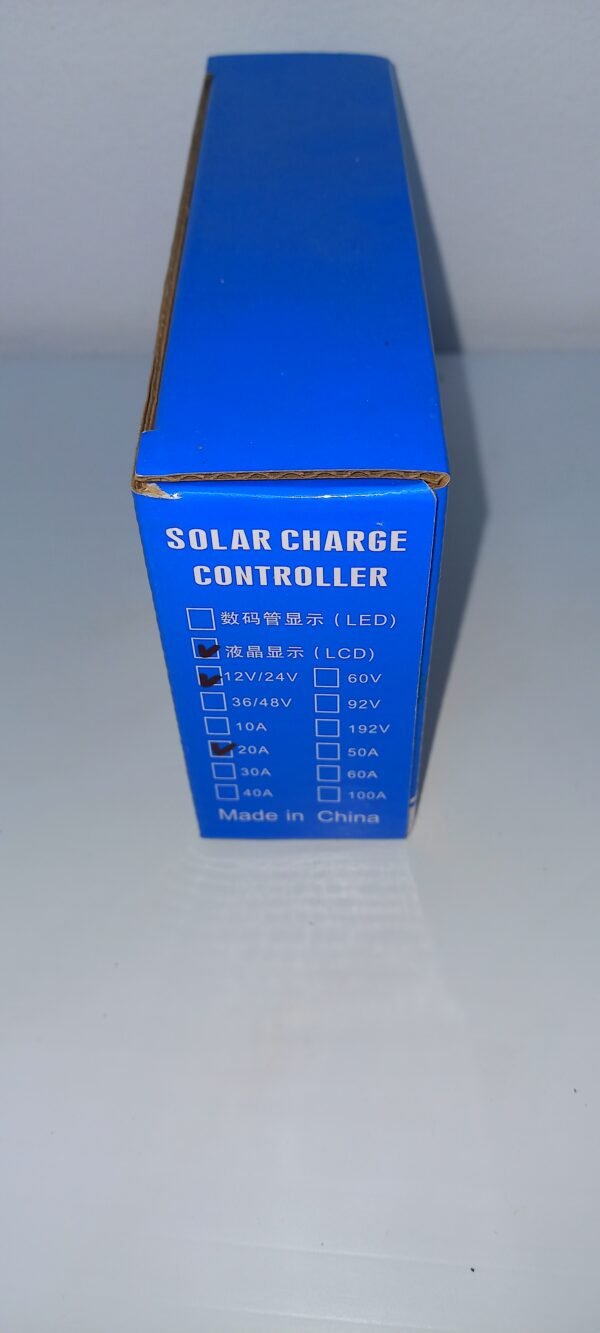 SOLAR CHARGE
CONTROLLER
数码管显示 (LED)
液晶显示 (LCD)
12V/24V 60V
36/48V 92V
10A 192V
20A 50A
30A 60A
40A 100A
Made in China